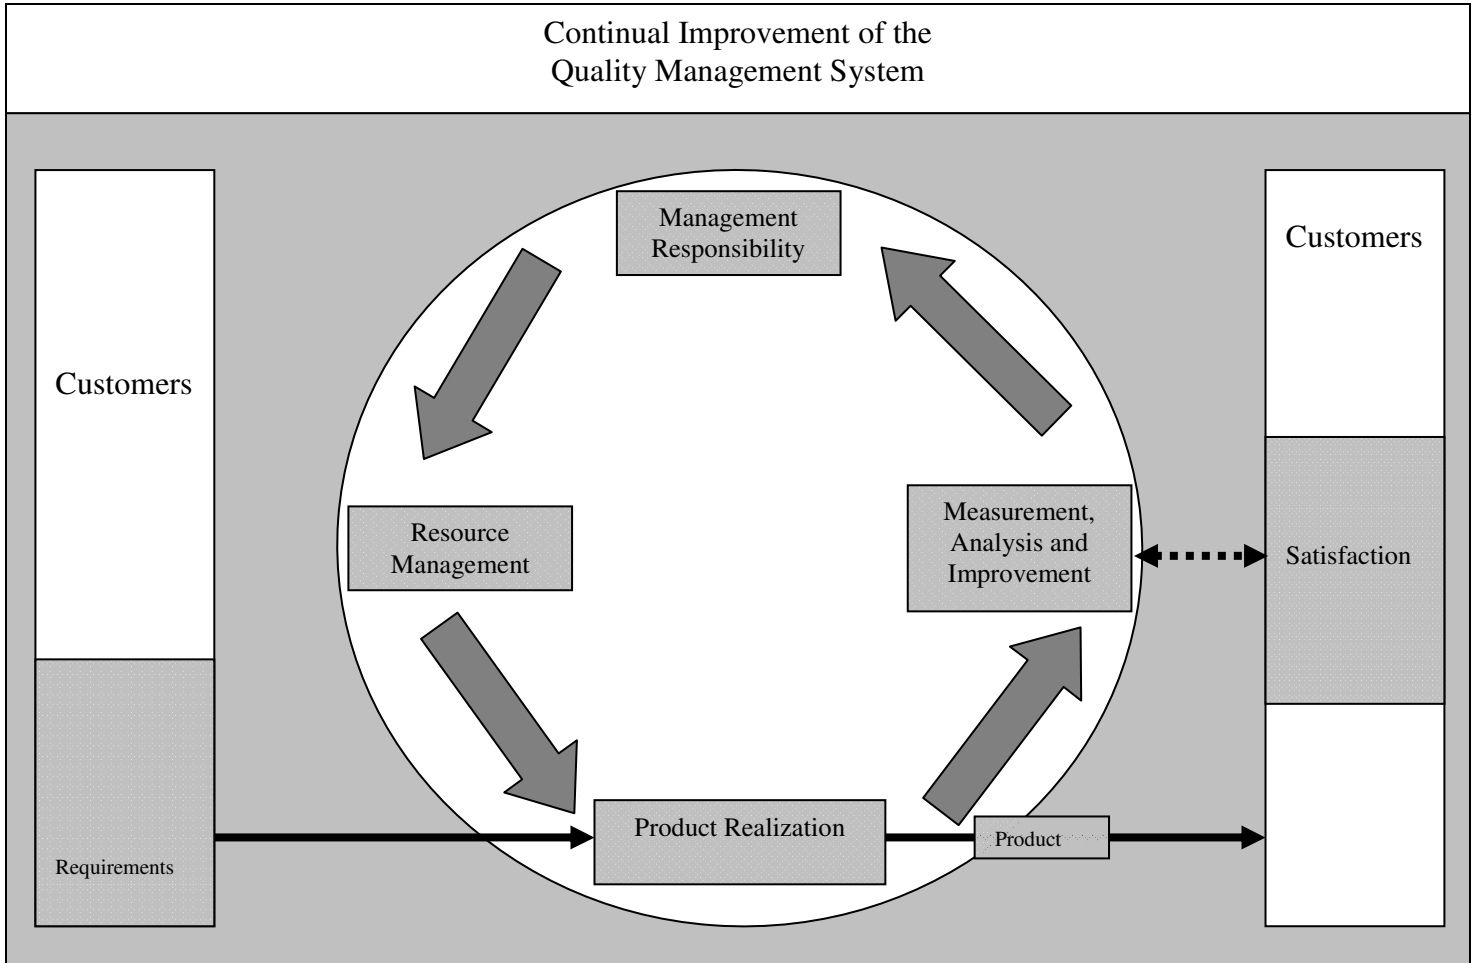 Continual Improvement of the
Quality Management System
Management
Responsibility
Customers
Customers
Measurement,
Analysis and
Improvement
Resource
Management
Satisfaction
Product Realization
Product
Requirements